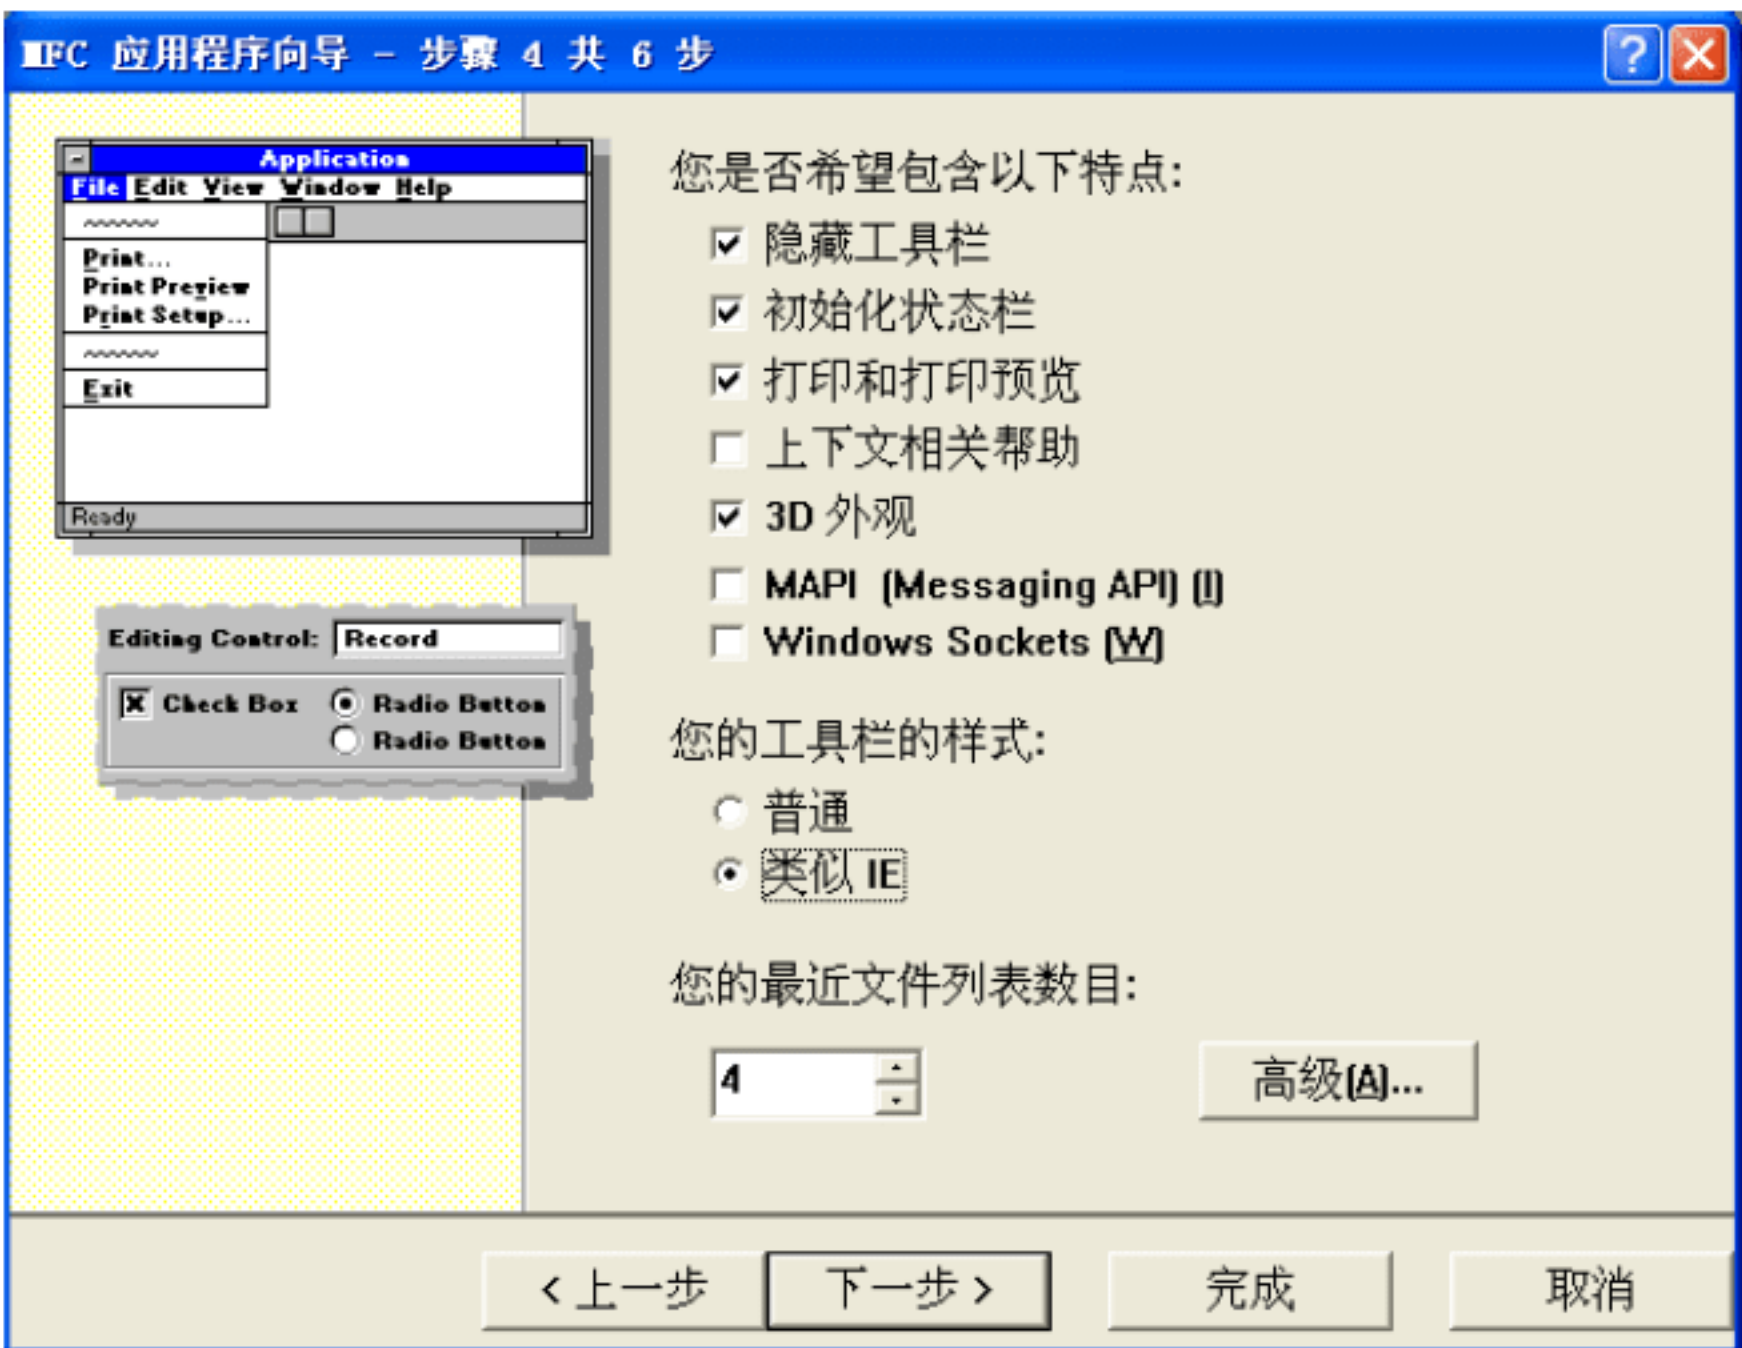 MFC 应用程序向导 - 步骤 4 共 6 步
Application
File Edit View Window Help
Print...
Print Preview
Print Setup...
Exit
Ready
Editing Control: Record
Check Box Radio Button
Radio Button
您是否希望包含以下特点:
隐藏工具栏
初始化状态栏
打印和打印预览
上下文相关帮助
3D 外观
MAPI (Messaging API) (I)
Windows Sockets (W)
您的工具栏的样式:
普通
类似 IE
您的最近文件列表数目:
4
高级(A)...
< 上一步 下一步 > 完成 取消